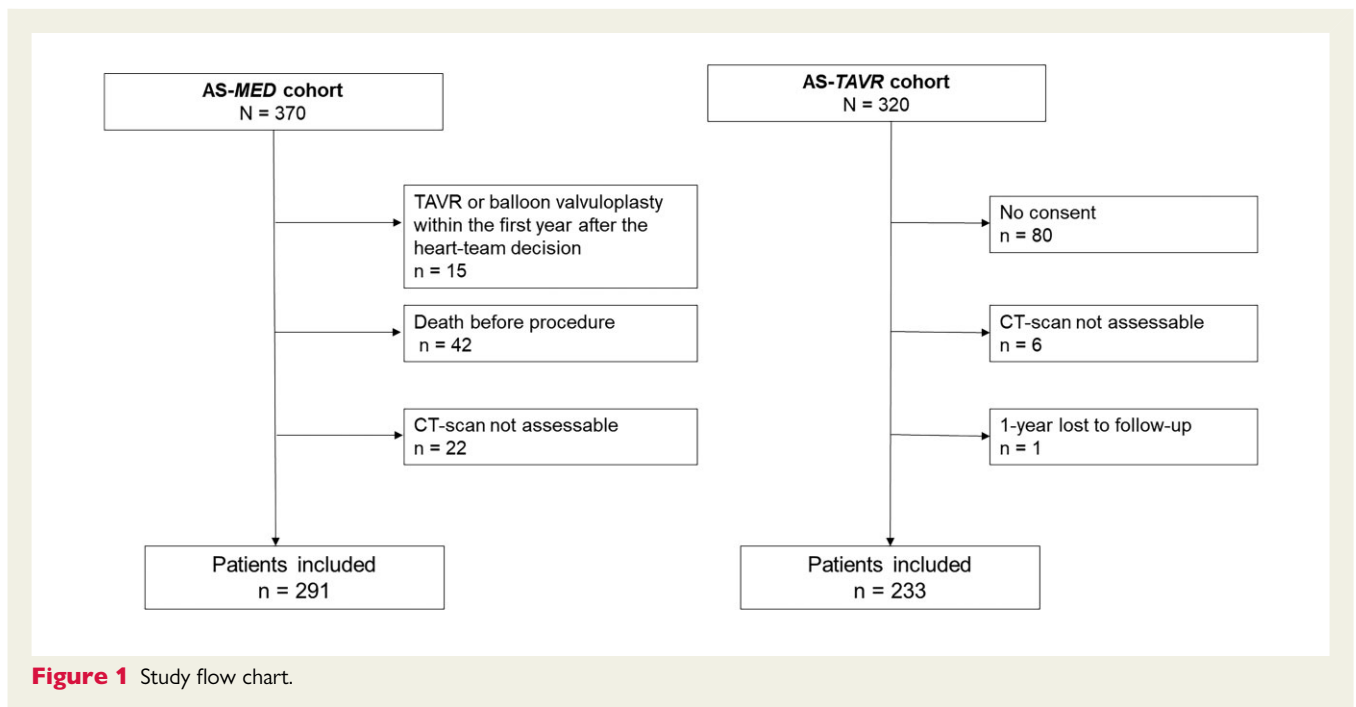 AS-MED cohort
N = 370
TAVR or balloon valvuloplasty
within the first year after the
heart-team decision
n = 15
Death before procedure
n = 42
CT-scan not assessable
n = 22
Patients included
n = 291
AS-TAVR cohort
N = 320
No consent
n = 80
CT-scan not assessable
n = 6
1-year lost to follow-up
n = 1
Patients included
n = 233
Figure 1 Study flow chart.